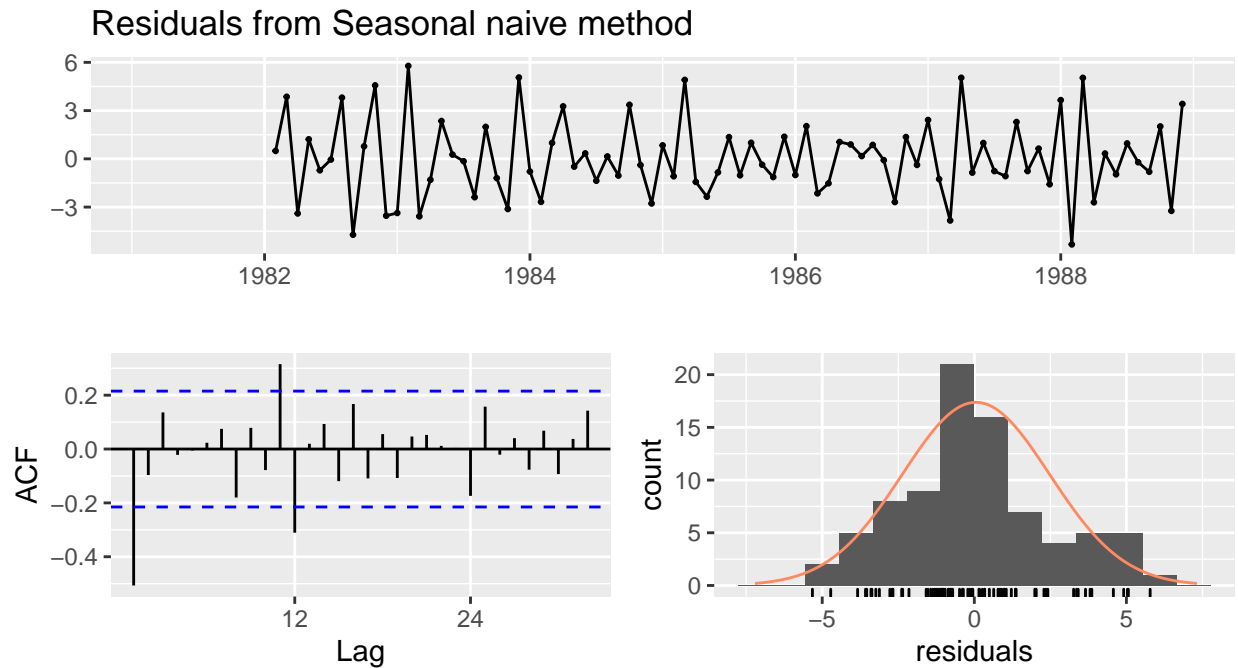 Residuals from Seasonal naive method
6
3
0
−3
1982 1984 1986 1988
ACF
0.2
0.0
−0.2
−0.4
12 24
Lag
count
20
15
10
5
0
−5 0 5
residuals